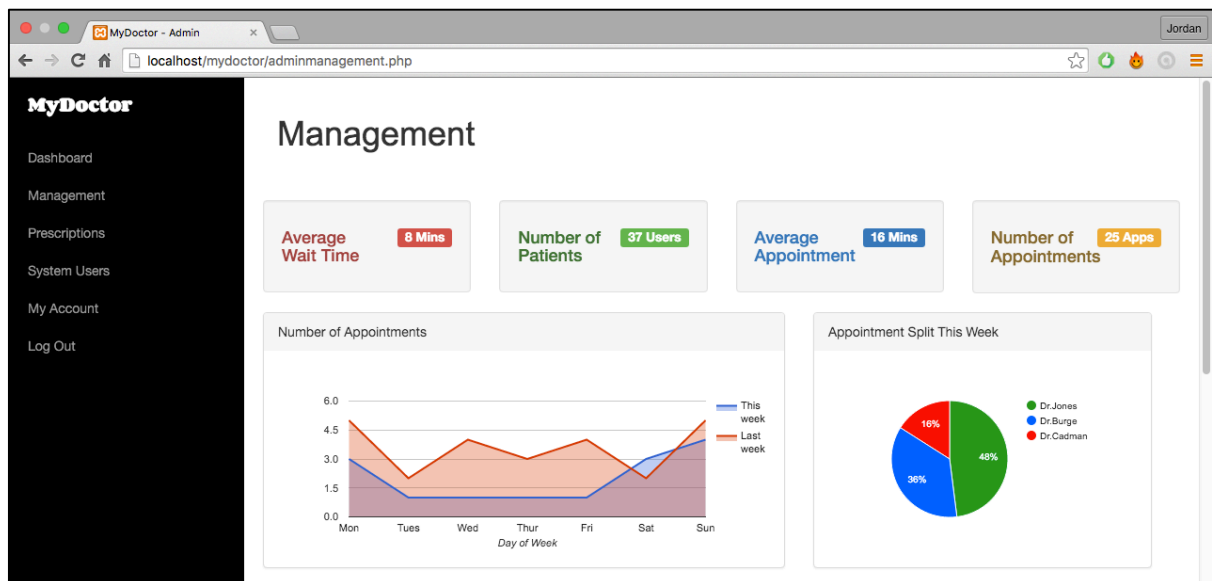 MyDoctor - Admin
Jordan
localhost/mydoctor/adminmanagement.php
MyDoctor
Dashboard
Management
Prescriptions
System Users
My Account
Log Out
Management
Average
Wait Time
8 Mins
Number of
Patients
37 Users
Average
Appointment
16 Mins
Number of
Appointments
25 Apps
Number of Appointments
6.0
4.5
3.0
1.5
0.0
Mon Tues Wed Thur Fri Sat Sun
Day of Week
This
week
Last
week
Appointment Split This Week
16%
48%
36%
Dr.Jones
Dr.Burge
Dr.Cadman